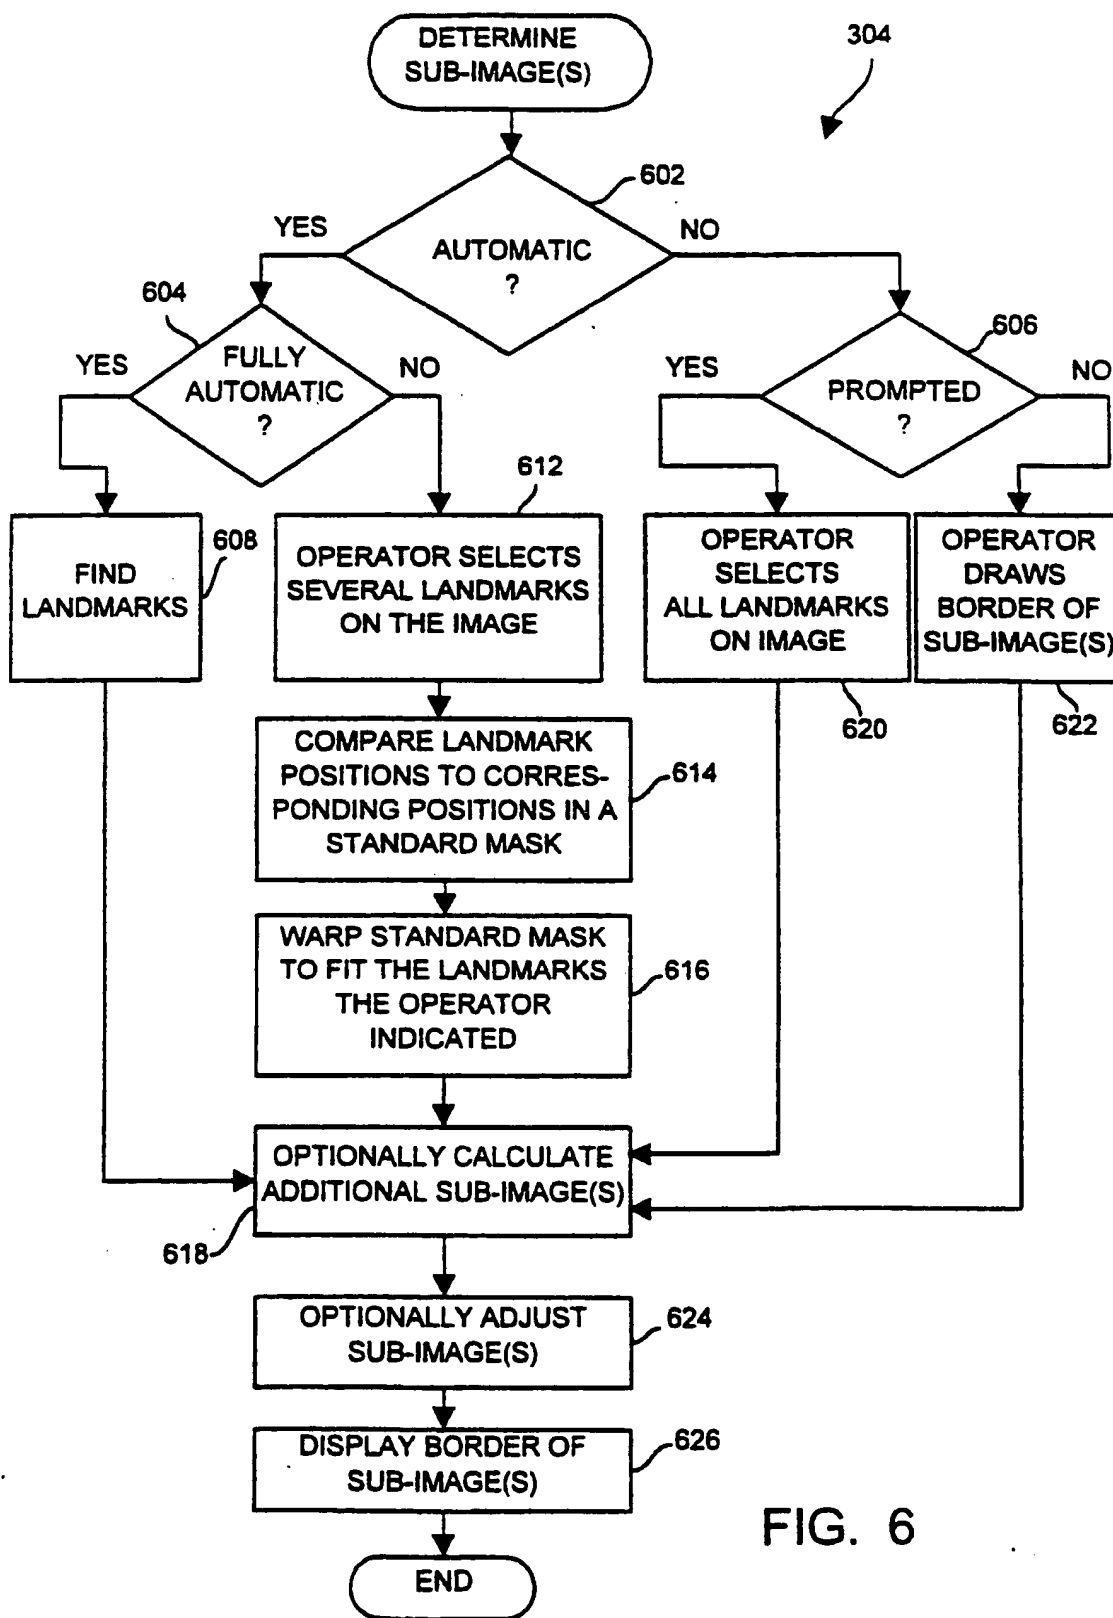 DETERMINE
SUB-IMAGE(S)
304
602
YES
NO
AUTOMATIC
?
604
606
YES
FULLY
AUTOMATIC
?
NO
YES
PROMPTED
?
NO
612
608
FIND
LANDMARKS
OPERATOR SELECTS
SEVERAL LANDMARKS
ON THE IMAGE
OPERATOR
SELECTS
ALL LANDMARKS
ON IMAGE
OPERATOR
DRAWS
BORDER OF
SUB-IMAGE(S)
620
622
COMPARE LANDMARK
POSITIONS TO CORRES-
PONDING POSITIONS IN A
STANDARD MASK
614
WARP STANDARD MASK
TO FIT THE LANDMARKS
THE OPERATOR
INDICATED
616
OPTIONALLY CALCULATE
ADDITIONAL SUB-IMAGE(S)
618
OPTIONALLY ADJUST
SUB-IMAGE(S)
624
DISPLAY BORDER OF
SUB-IMAGE(S)
626
END
FIG. 6